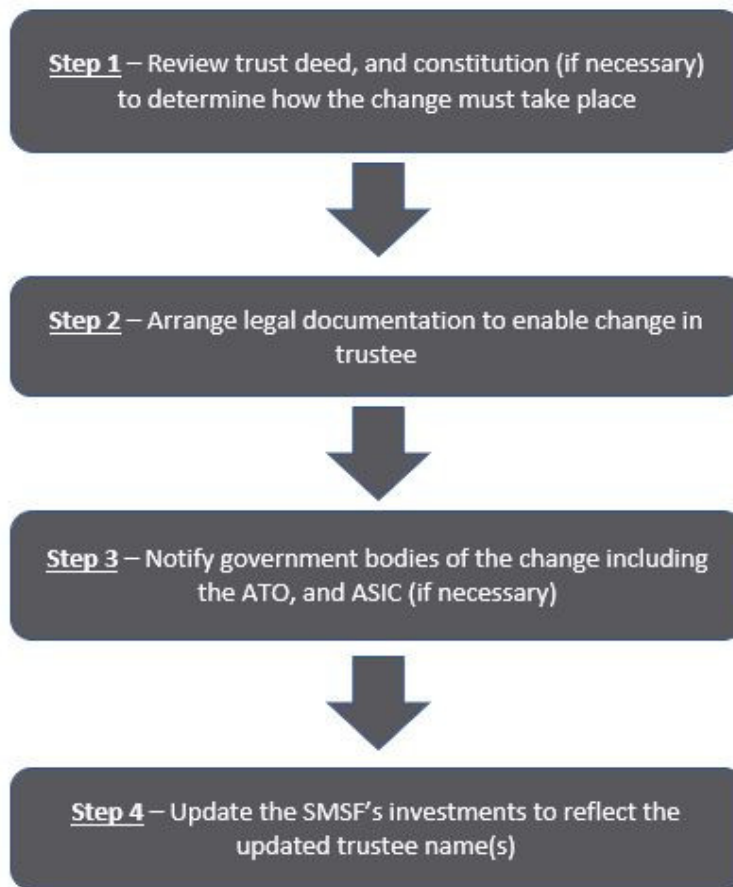 Step 1 – Review trust deed, and constitution (if necessary)
to determine how the change must take place
Step 2 – Arrange legal documentation to enable change in
trustee
Step 3 – Notify government bodies of the change including
the ATO, and ASIC (if necessary)
Step 4 – Update the SMSF’s investments to reflect the
updated trustee name(s)